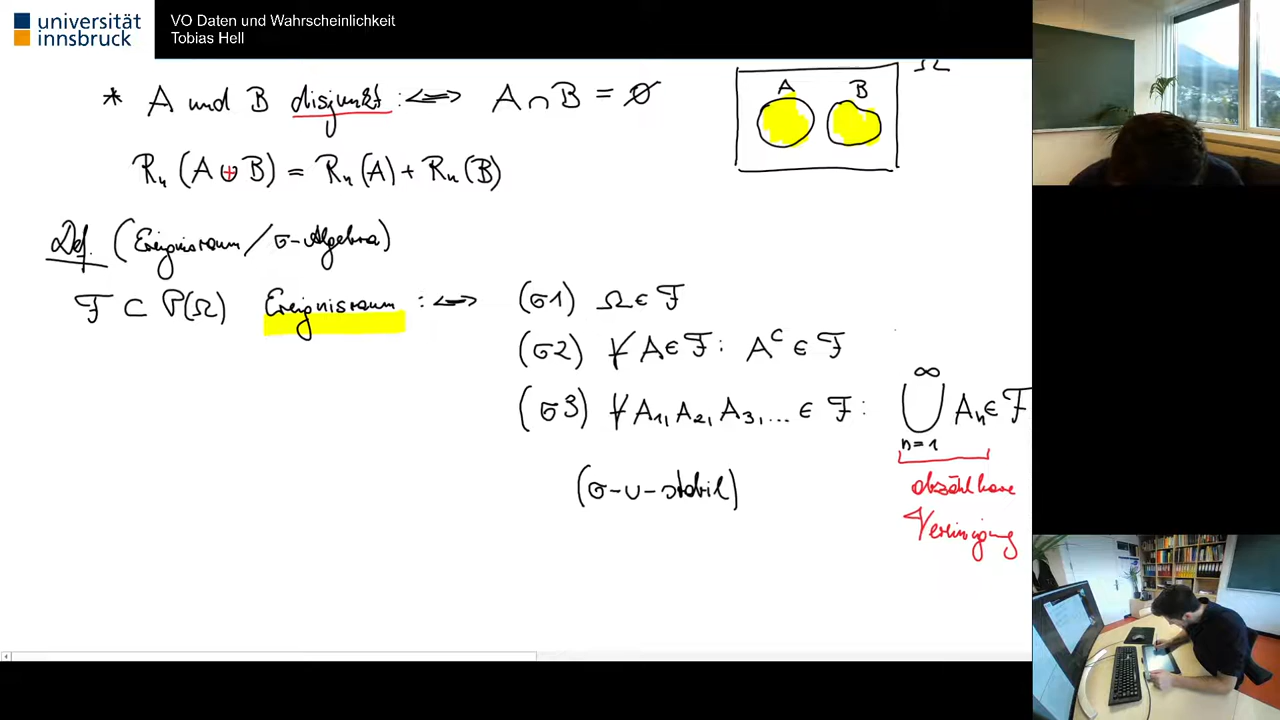 universität
innsbruck
VO Daten und Wahrscheinlichkeit
Tobias Hell
* A und B disjunkt :⟺ A ∩ B = ∅
A B Ω
Rₙ (A ⊍ B) = Rₙ(A) + Rₙ(B)
Def. (Ereignisraum / σ-Algebra)
𝓕 ⊂ P(Ω) Ereignisraum :⟺ (σ1) Ω ∈ 𝓕
(σ2) ∀ A ∈ 𝓕 : Aᶜ ∈ 𝓕
(σ3) ∀ A₁, A₂, A₃, ... ∈ 𝓕 : ⋃ₙ₌₁^∞ Aₙ ∈ 𝓕
(σ-∪-stabil)
abzählbare
Vereinigung